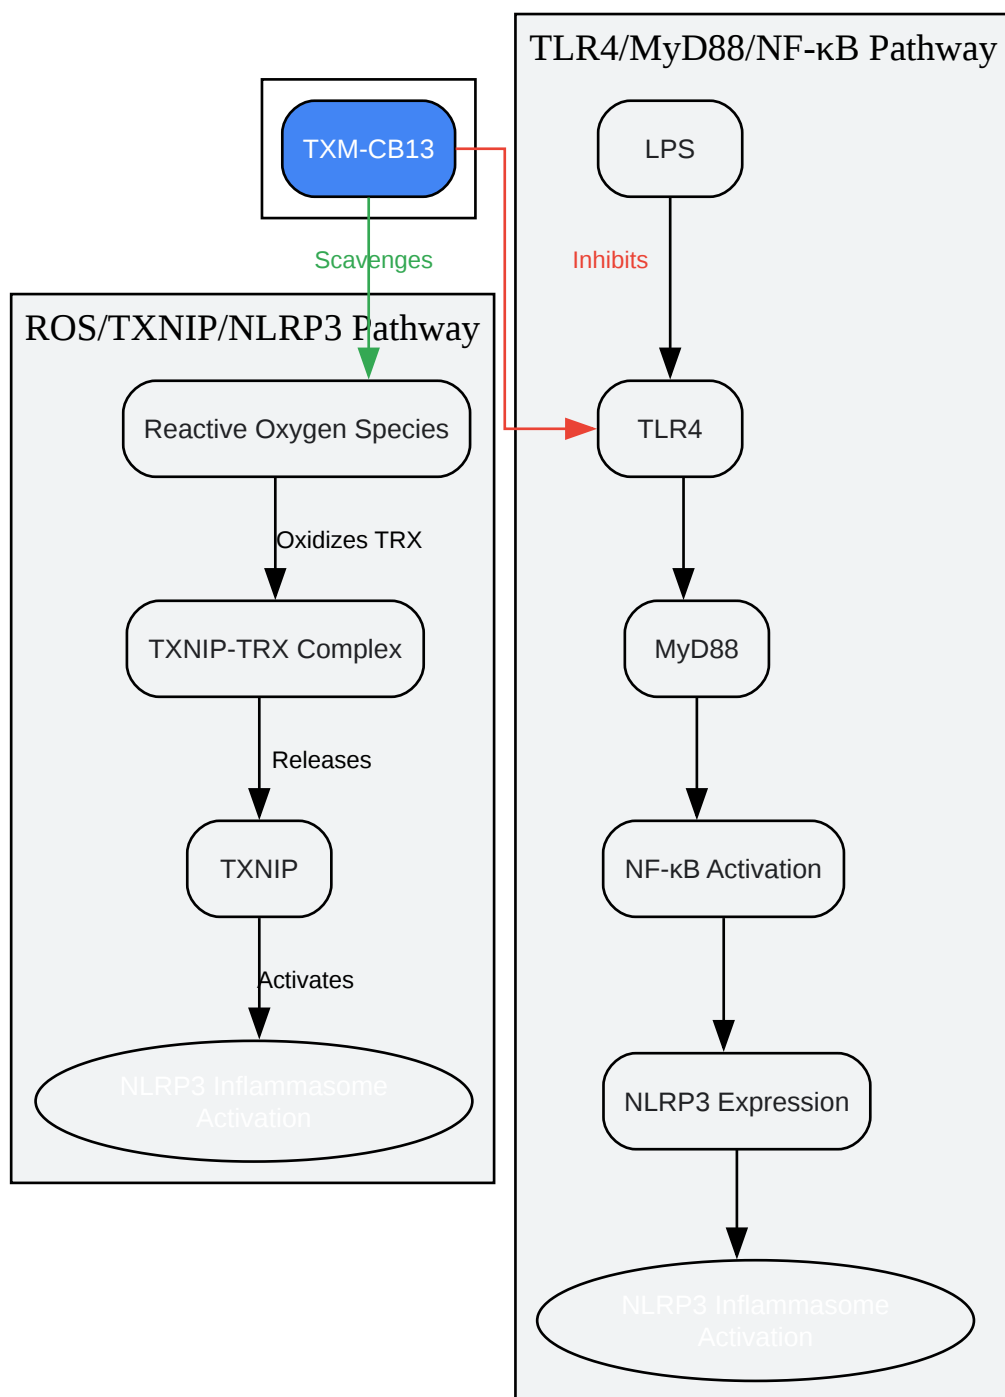 TLR4/MyD88/NF-κB Pathway
TXM-CB13
LPS
Scavenges
Inhibits
ROS/TXNIP/NLRP3 Pathway
Reactive Oxygen Species
TLR4
Oxidizes TRX
TXNIP-TRX Complex
MyD88
Releases
TXNIP
NF-κB Activation
Activates
NLRP3 Inflammasome
Activation
NLRP3 Expression
NLRP3 Inflammasome
Activation